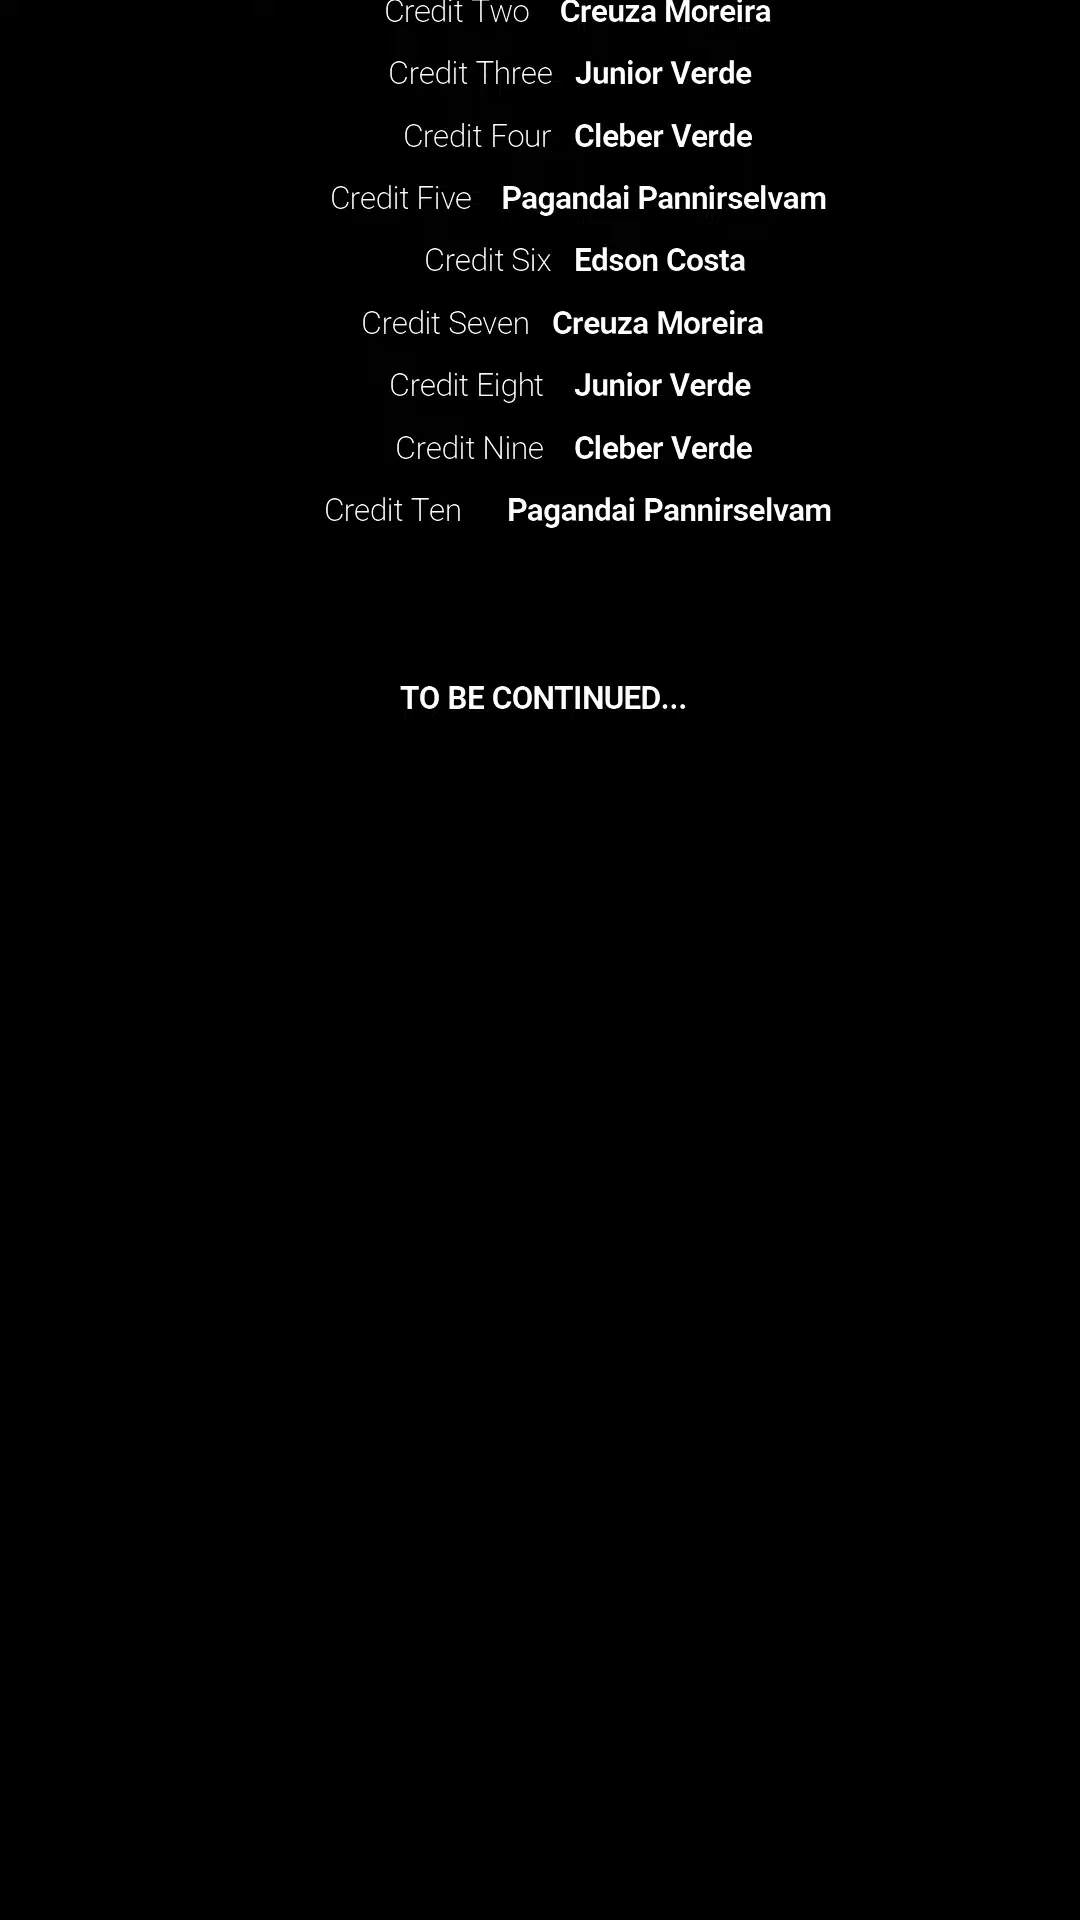 Credit Two Creuza Moreira
Credit Three Junior Verde
Credit Four Cleber Verde
Credit Five Pagandai Pannirselvam
Credit Six Edson Costa
Credit Seven Creuza Moreira
Credit Eight Junior Verde
Credit Nine Cleber Verde
Credit Ten Pagandai Pannirselvam
TO BE CONTINUED...